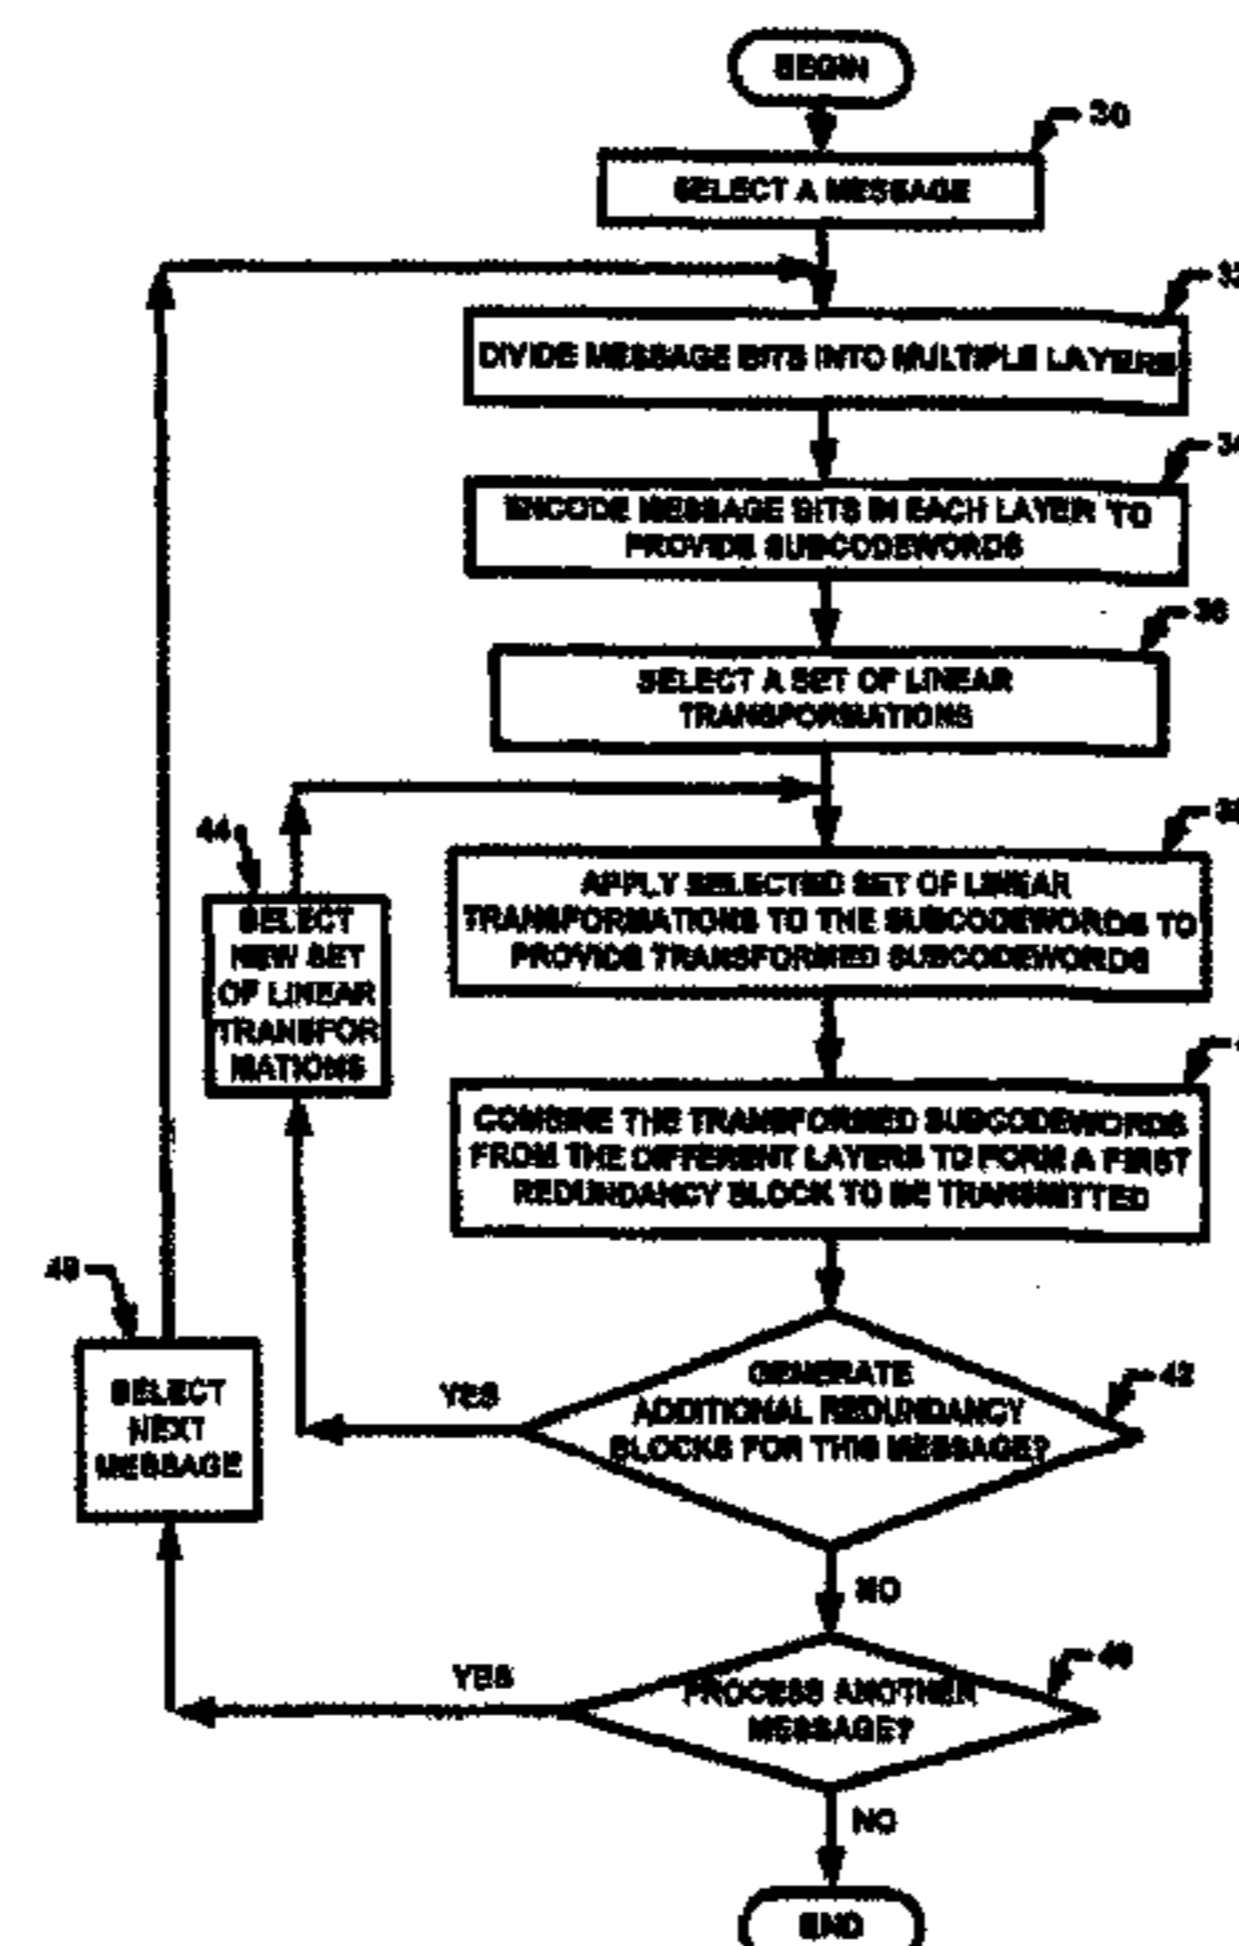 BEGIN
30
SELECT A MESSAGE
DIVIDE MESSAGE BITS INTO MULTIPLE LAYERS
ENCODE MESSAGE BITS IN EACH LAYER TO
PROVIDE SUBCODEWORDS
36
SELECT A SET OF LINEAR
TRANSFORMATIONS
44
SELECT
NEW SET
OF LINEAR
TRANSFOR
MATIONS
APPLY SELECTED SET OF LINEAR
TRANSFORMATIONS TO THE SUBCODEWORDS TO
PROVIDE TRANSFORMED SUBCODEWORDS
COMBINE THE TRANSFORMED SUBCODEWORDS
FROM THE DIFFERENT LAYERS TO FORM A FIRST
REDUNDANCY BLOCK TO BE TRANSMITTED
SELECT
NEXT
MESSAGE
YES
GENERATE
ADDITIONAL REDUNDANCY
BLOCKS FOR THIS MESSAGE?
42
NO
YES
PROCESS ANOTHER
MESSAGE?
NO
END